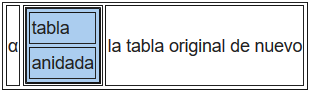 α
tabla
anidada
la tabla original de nuevo